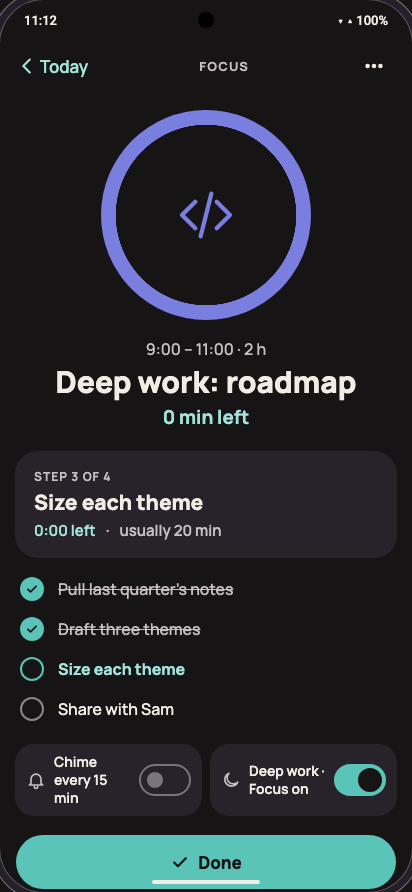 11:12
100%
Today
FOCUS
9:00 – 11:00 · 2 h
Deep work: roadmap
0 min left
STEP 3 OF 4
Size each theme
0:00 left · usually 20 min
Pull last quarter's notes
Draft three themes
Size each theme
Share with Sam
Chime
every 15
min
Deep work ·
Focus on
Done